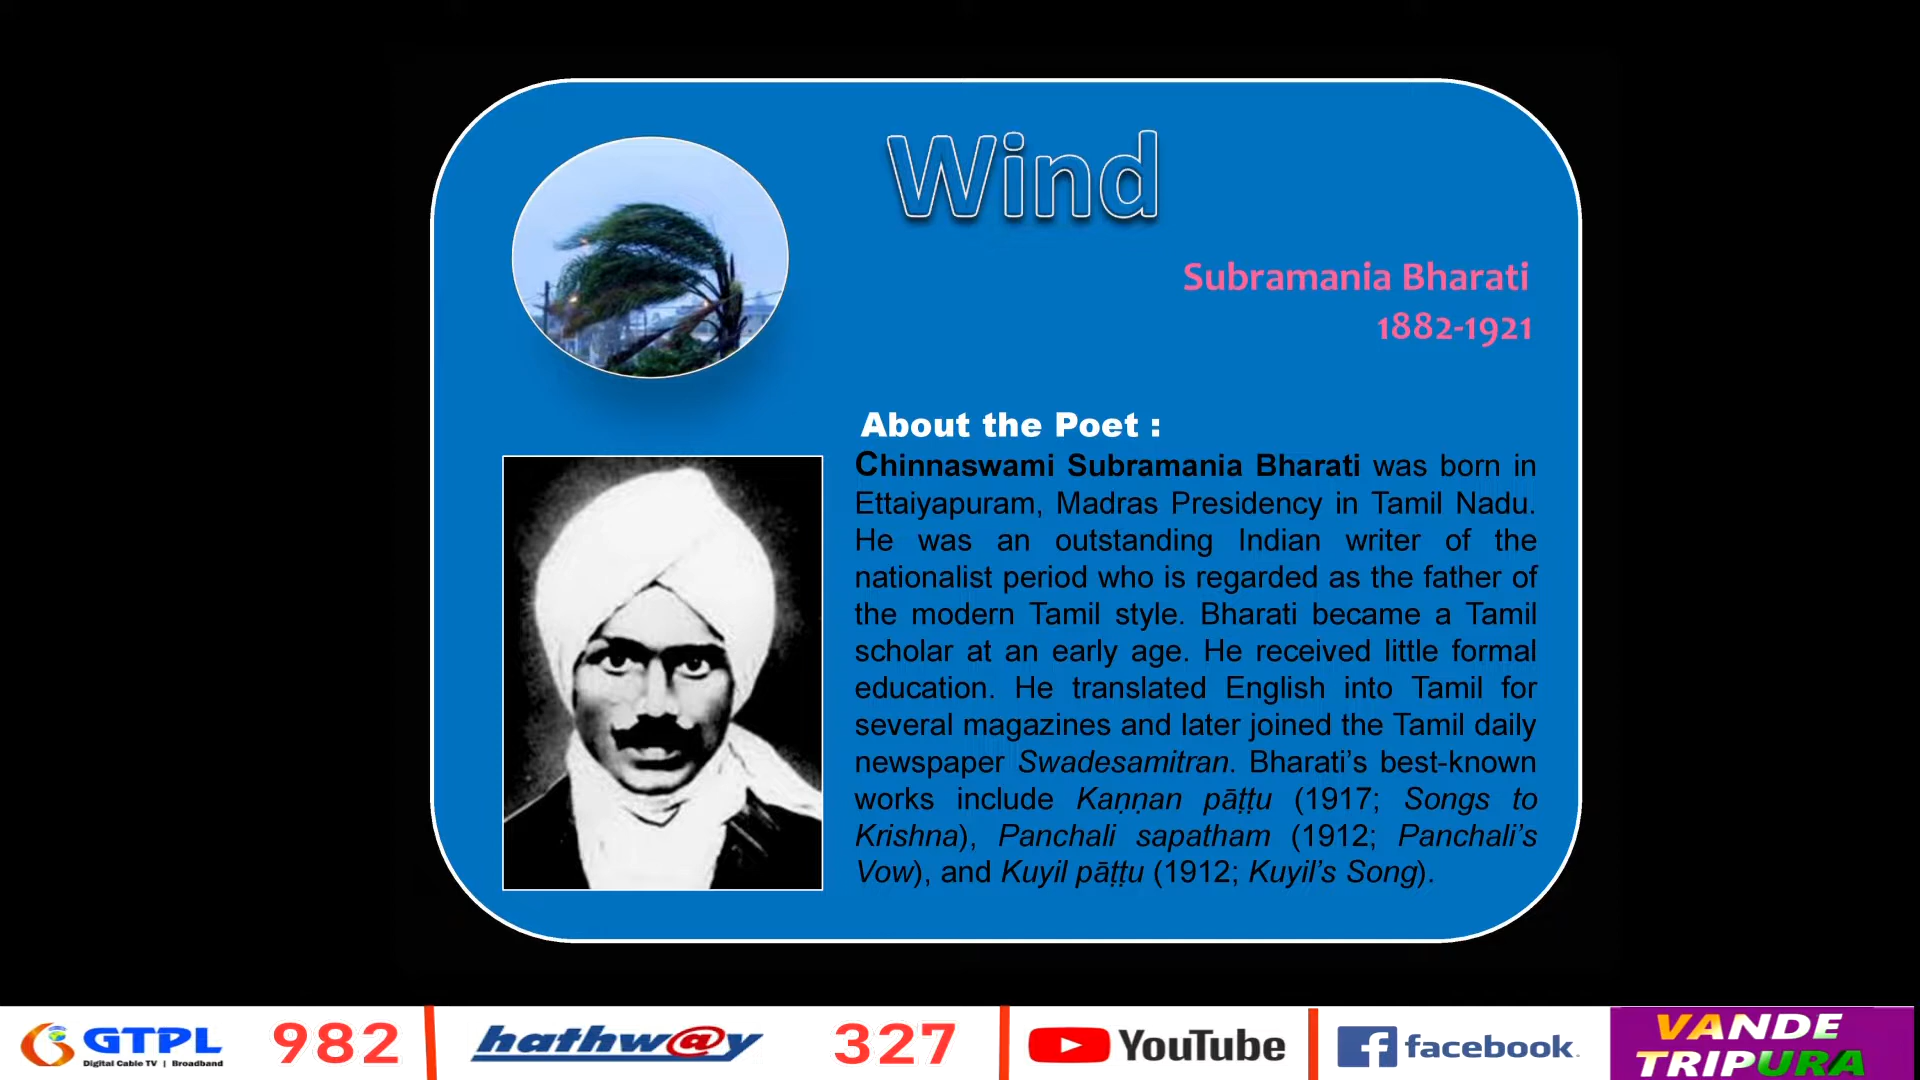 Wind
Subramania Bharati
1882-1921
About the Poet :
Chinnaswami Subramania Bharati was born in
Ettaiyapuram, Madras Presidency in Tamil Nadu.
He was an outstanding Indian writer of the
nationalist period who is regarded as the father of
the modern Tamil style. Bharati became a Tamil
scholar at an early age. He received little formal
education. He translated English into Tamil for
several magazines and later joined the Tamil daily
newspaper Swadesamitran. Bharati’s best-known
works include Kaṇṇan pāṭṭu (1917; Songs to
Krishna), Panchali sapatham (1912; Panchali’s
Vow), and Kuyil pāṭṭu (1912; Kuyil’s Song).
GTPL 982 hathw@y 327 YouTube facebook. VANDE
Digital Cable TV | Broadband TRIPURA